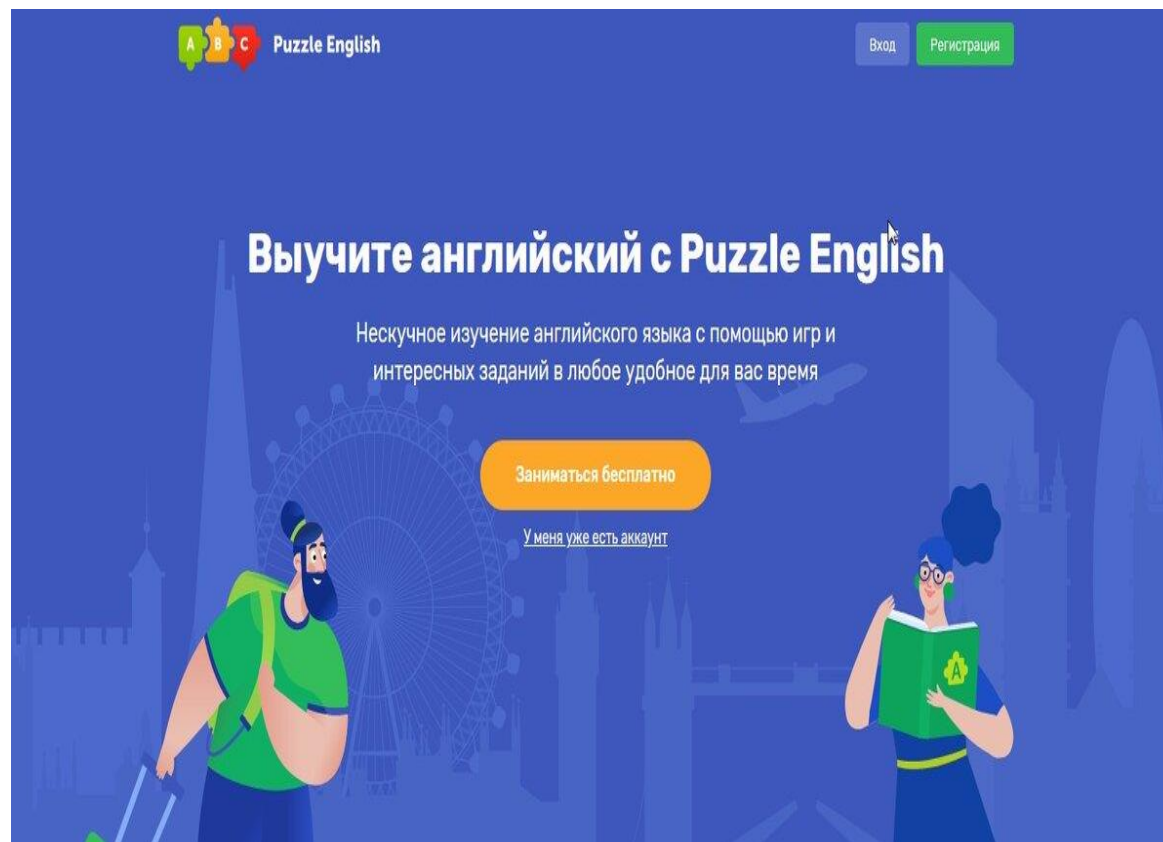 A B C Puzzle English
Вход Регистрация
Выучите английский с Puzzle English
Нескучное изучение английского языка с помощью игр и
интересных заданий в любое удобное для вас время
Заниматься бесплатно
У меня уже есть аккаунт
A